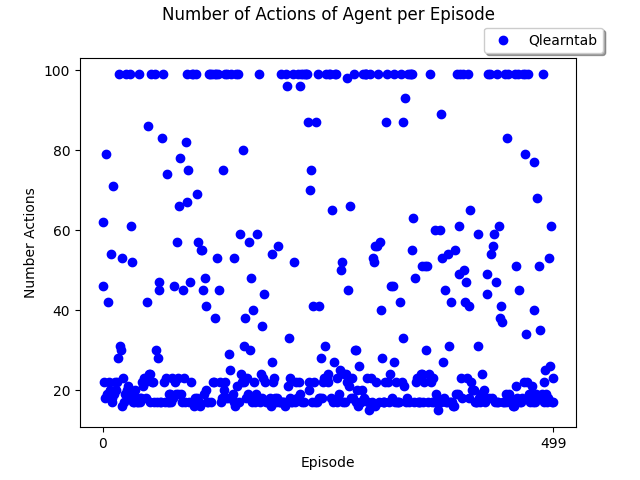 Number of Actions of Agent per Episode
Qlearntab
100
80
60
40
20
Number Actions
0 499
Episode